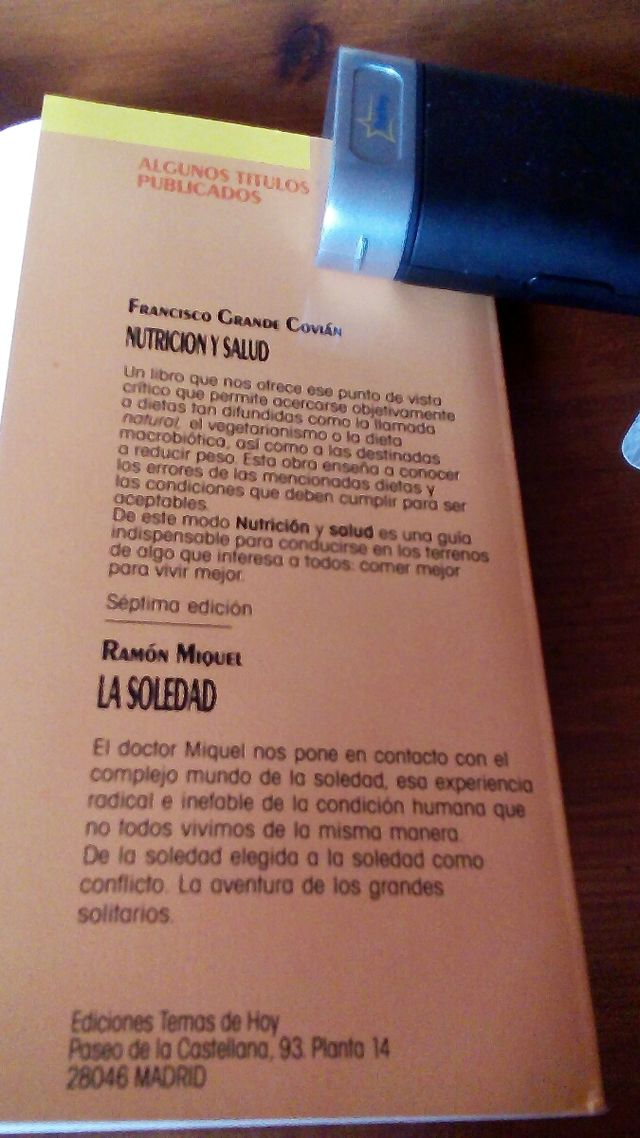 ALGUNOS TITULOS
PUBLICADOS
FRANCISCO GRANDE COVIÁN
NUTRICION Y SALUD
Un libro que nos ofrece ese punto de vista
crítico que permite acercarse objetivamente
a dietas tan difundidas como la llamada
natural, el vegetarianismo o la dieta
macrobiótica, así como a las destinadas
a reducir peso. Esta obra enseña a conocer
los errores de las mencionadas dietas y
las condiciones que deben cumplir para ser
aceptables.
De este modo Nutrición y salud es una guía
indispensable para conducirse en los terrenos
de algo que interesa a todos: comer mejor
para vivir mejor.
Séptima edición
RAMÓN MIQUEL
LA SOLEDAD
El doctor Miquel nos pone en contacto con el
complejo mundo de la soledad, esa experiencia
radical e inefable de la condición humana que
no todos vivimos de la misma manera.
De la soledad elegida a la soledad como
conflicto. La aventura de los grandes
solitarios.
Ediciones Temas de Hoy
Paseo de la Castellana, 93. Planta 14
28046 MADRID